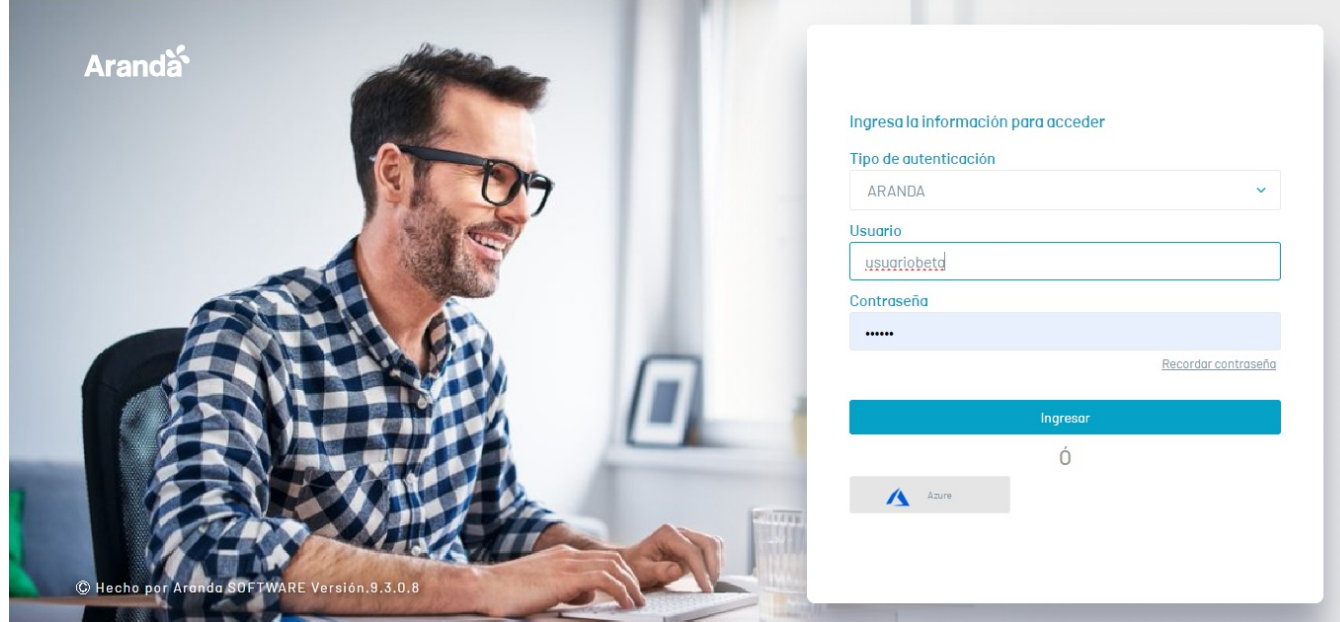 Aranda
Ingresa la información para acceder
Tipo de autenticación
ARANDA
Usuario
usuariobeta
Contraseña
••••••
Recordar contraseña
Ingresar
Ó
Azure
© Hecho por Aranda SOFTWARE Versión.9.3.0.8